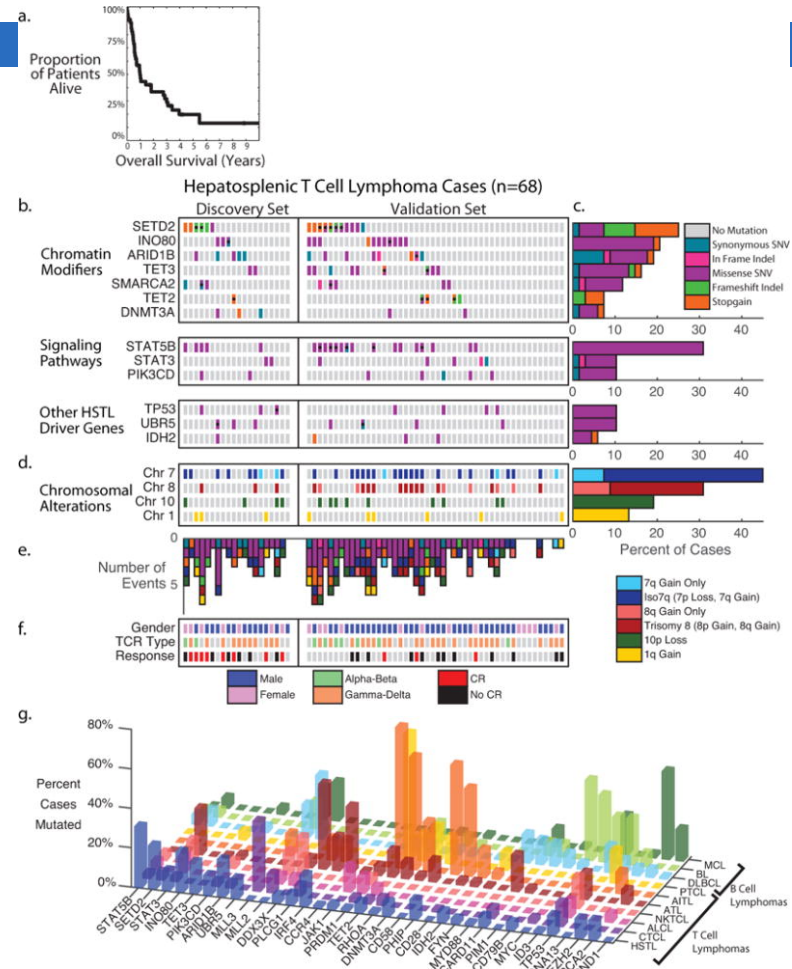 a.
100%
75%
50%
25%
0%
Proportion
of Patients
Alive
0 1 2 3 4 5 6 7 8 9
Overall Survival (Years)
Hepatosplenic T Cell Lymphoma Cases (n=68)
b.
Discovery Set
Validation Set
c.
Chromatin
Modifiers
SETD2
INO80
ARID1B
TET3
SMARCA2
TET2
DNMT3A
No Mutation
Synonymous SNV
In Frame Indel
Missense SNV
Frameshift Indel
Stopgain
0 10 20 30 40
Signaling
Pathways
STAT5B
STAT3
PIK3CD
0 10 20 30 40
Other HSTL
Driver Genes
TP53
UBR5
IDH2
0 10 20 30 40
d.
Chromosomal
Alterations
Chr 7
Chr 8
Chr 10
Chr 1
0 10 20 30 40
Percent of Cases
e.
0
Number of
Events 5
7q Gain Only
Iso7q (7p Loss, 7q Gain)
8q Gain Only
Trisomy 8 (8p Gain, 8q Gain)
10p Loss
1q Gain
f.
Gender
TCR Type
Response
Male
Female
Alpha-Beta
Gamma-Delta
CR
No CR
g.
80%
60%
40%
20%
0%
Percent
Cases
Mutated
STAT5B
SETD2
STAT3
INO80
TET3
PIK3CD
ARID1B
UBR5
MLL3
MLL2
DDX3X
PLCG1
IRF4
CCR4
JAK1
PRDM1
TET2
RHOA
DNMT3A
CD58
PHIP
CD28
IDH2
FYN
MYD88
CARD11
PIM1
CD79B
MYC
ID3
TP53
MCL
BL
DLBCL
PTCL
AITL
ATL
NKTCL
ALCL
CTCL
HSTL
B Cell
Lymphomas
T Cell
Lymphomas